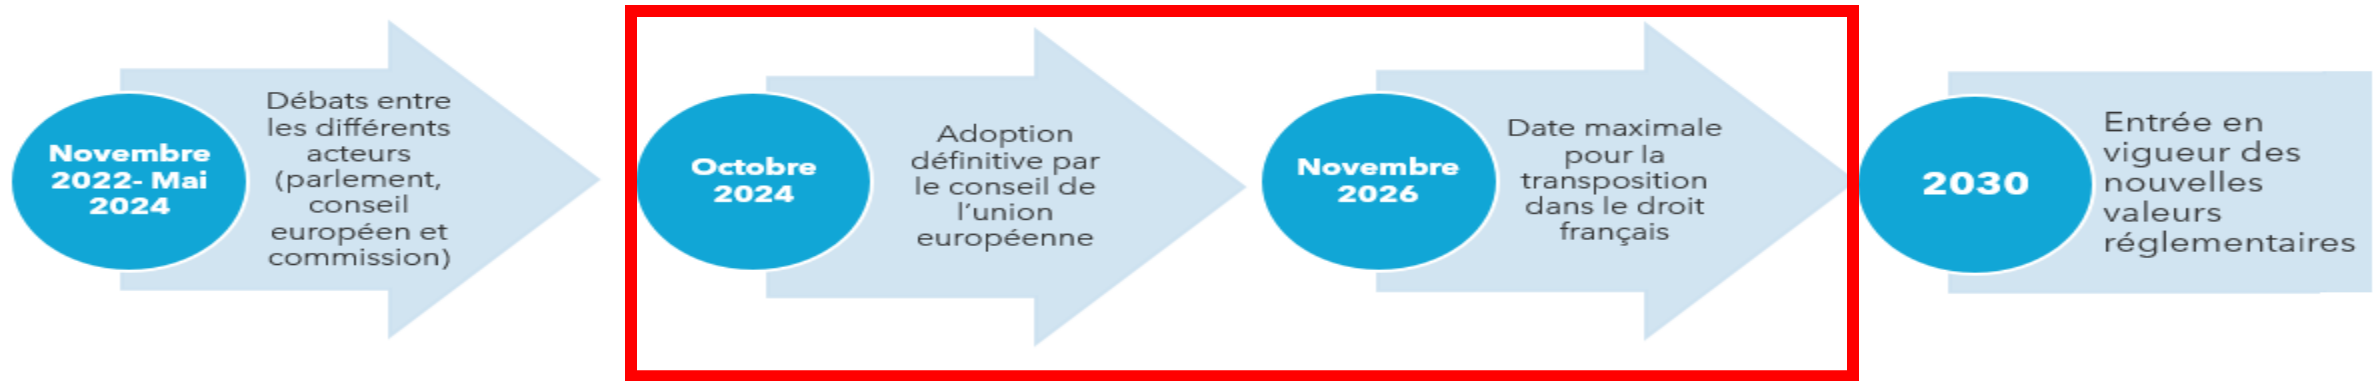 Novembre
2022- Mai
2024
Débats entre
les différents
acteurs
(parlement,
conseil
européen et
commission)
Octobre
2024
Adoption
définitive par
le conseil de
l’union
européenne
Novembre
2026
Date maximale
pour la
transposition
dans le droit
français
2030
Entrée en
vigueur des
nouvelles
valeurs
réglementaires